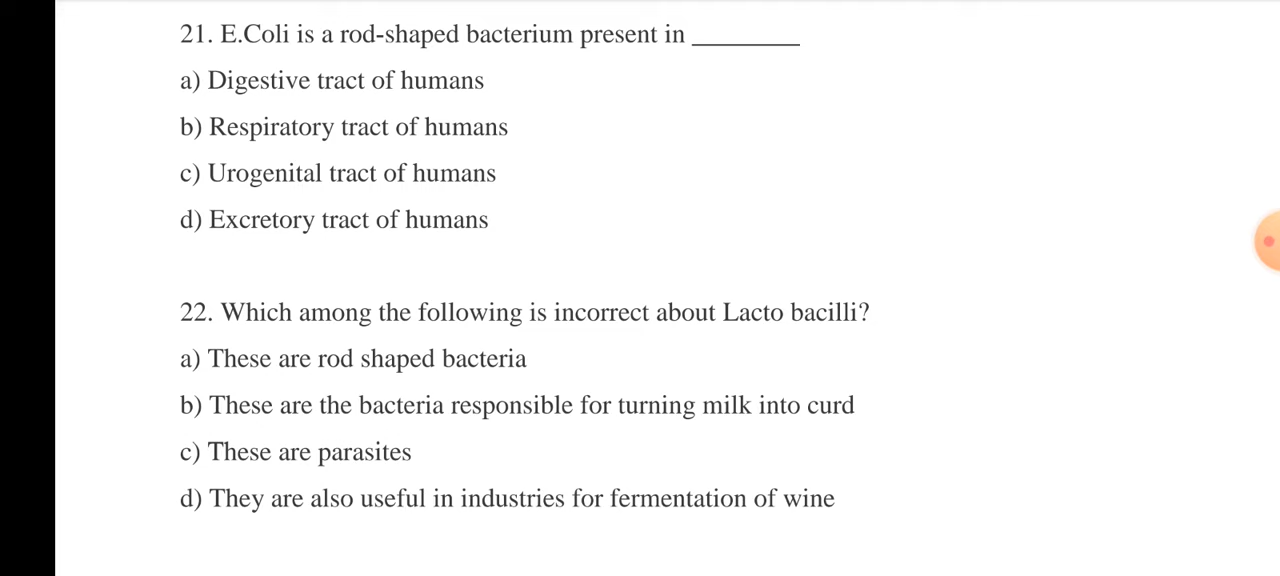 21. E.Coli is a rod-shaped bacterium present in ________
a) Digestive tract of humans
b) Respiratory tract of humans
c) Urogenital tract of humans
d) Excretory tract of humans
22. Which among the following is incorrect about Lacto bacilli?
a) These are rod shaped bacteria
b) These are the bacteria responsible for turning milk into curd
c) These are parasites
d) They are also useful in industries for fermentation of wine